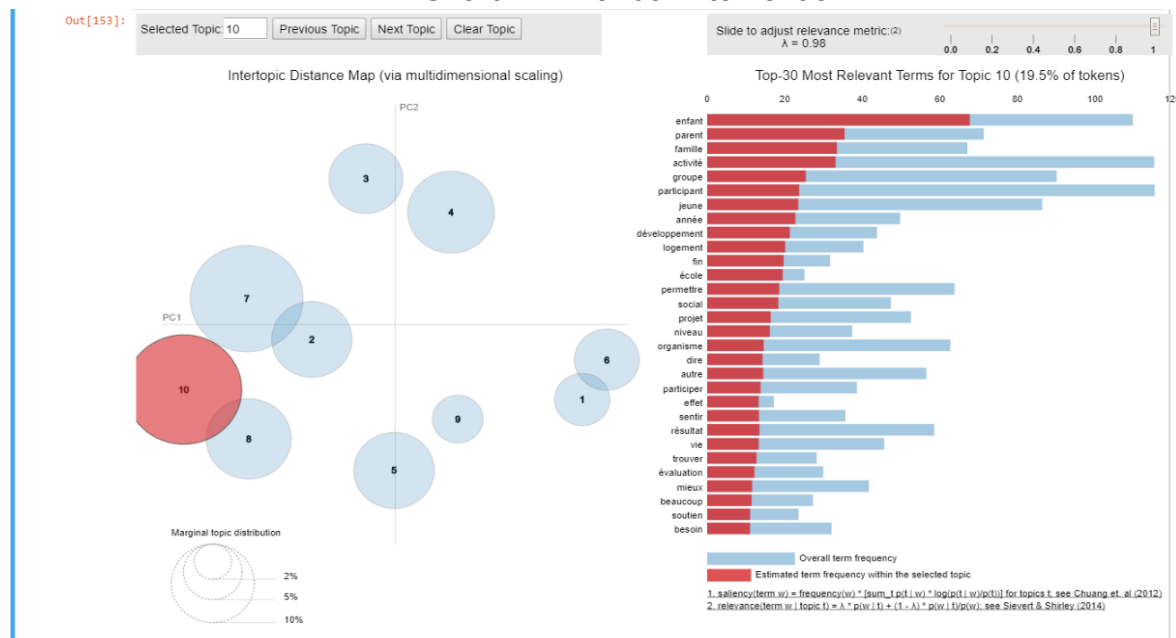 Out[153]:
Selected Topic: 10 Previous Topic Next Topic Clear Topic
Slide to adjust relevance metric:(2)
λ = 0.98
0.0 0.2 0.4 0.6 0.8 1
Intertopic Distance Map (via multidimensional scaling)
PC2
PC1
3
4
7
2
10
8
6
1
9
5
Marginal topic distribution
2%
5%
10%
Top-30 Most Relevant Terms for Topic 10 (19.5% of tokens)
0 20 40 60 80 100 12
enfant
parent
famille
activité
groupe
participant
jeune
année
développement
logement
fin
école
permettre
social
projet
niveau
organisme
dire
autre
participer
effet
sentir
résultat
vie
trouver
évaluation
mieux
beaucoup
soutien
besoin
Overall term frequency
Estimated term frequency within the selected topic
1. saliency(term w) = frequency(w) * [sum_t p(t | w) * log(p(t | w)/p(t))] for topics t; see Chuang et. al (2012)
2. relevance(term w | topic t) = λ * p(w | t) + (1 - λ) * p(w | t)/p(w); see Sievert & Shirley (2014)